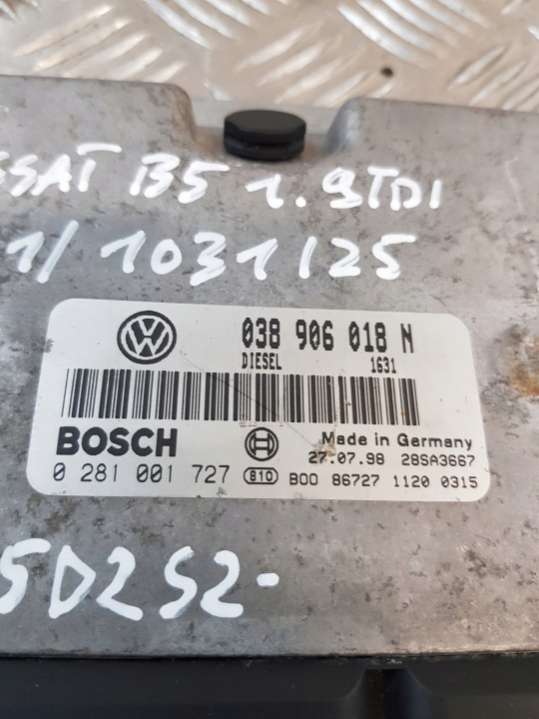 SSAT B5 1.9TDI
1/1031125
038 906 018 N
DIESEL 1631
BOSCH Made in Germany
27.07.98 28SA3667
0 281 001 727 810 B00 86727 1120 0315
5D2S2-